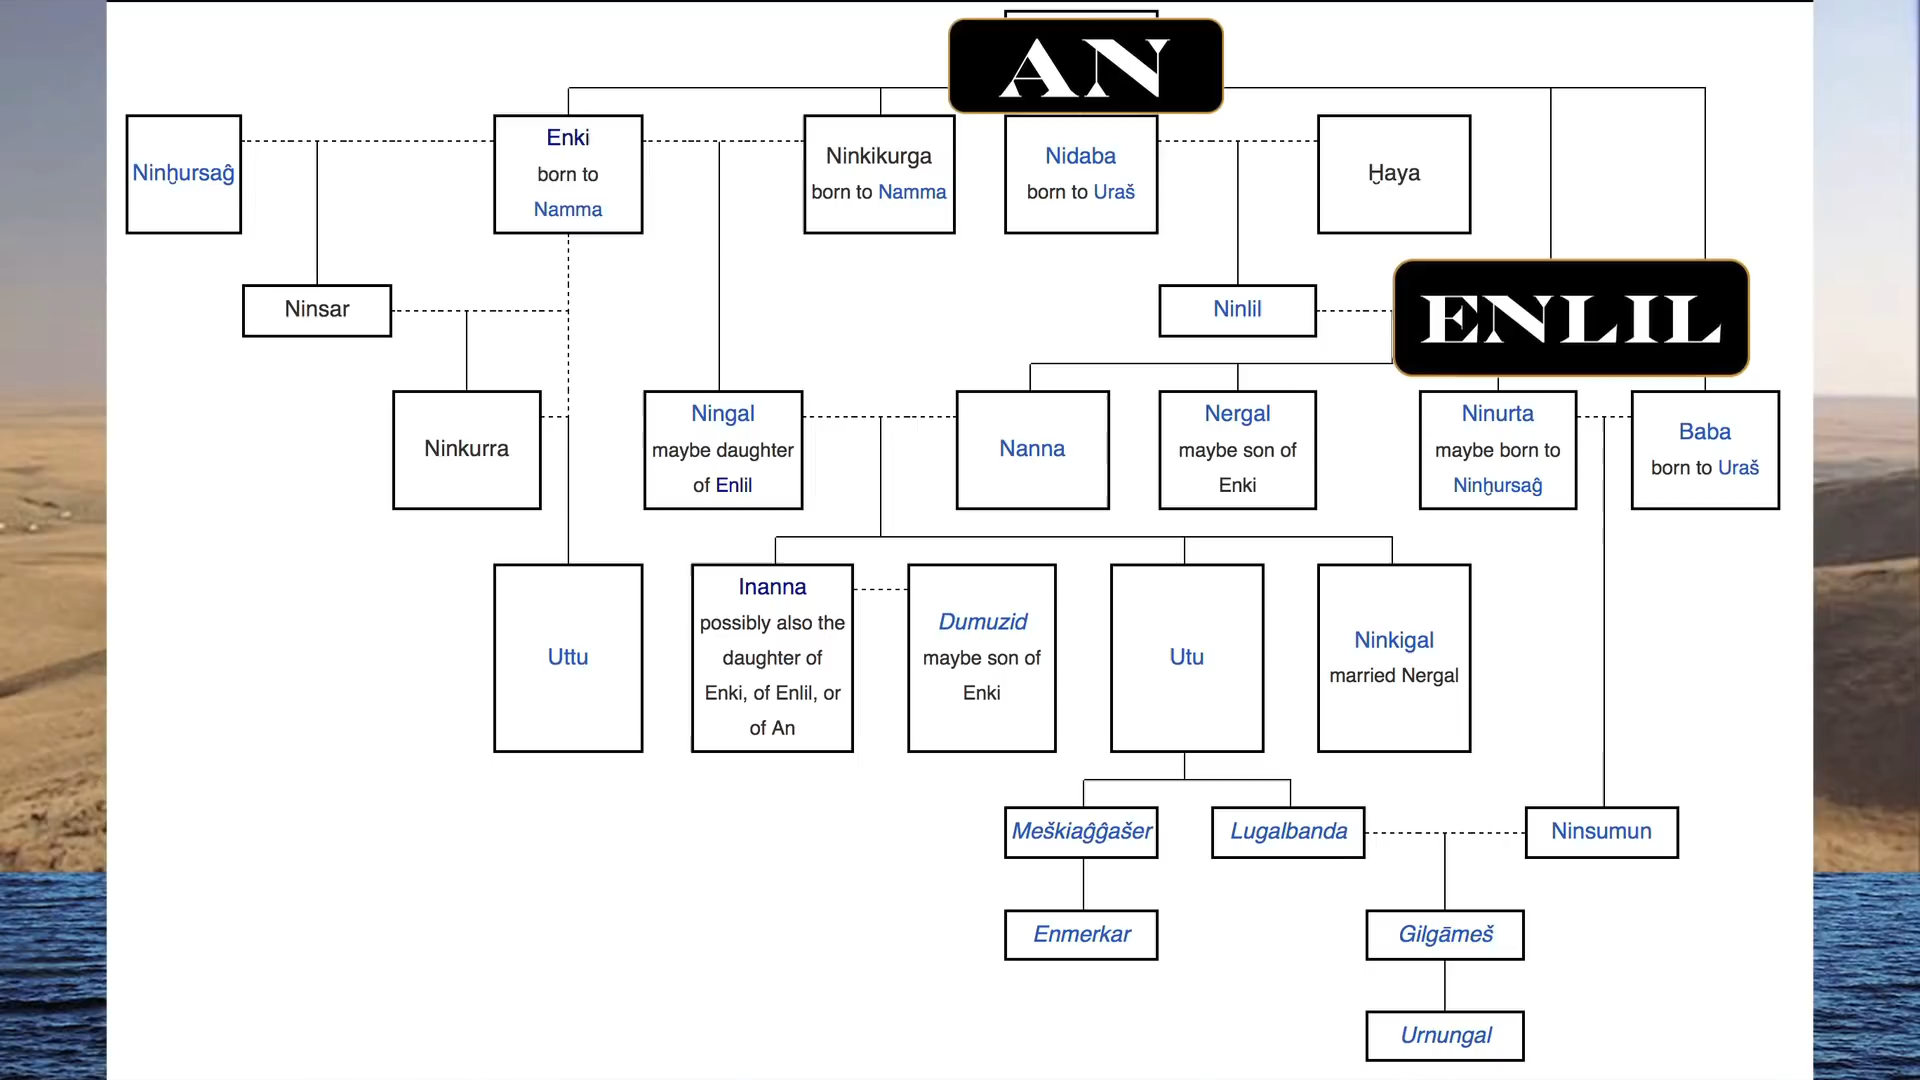 AN
Ninḫursaĝ
Enki
born to
Namma
Ninkikurga
born to Namma
Nidaba
born to Uraš
Ḫaya
Ninsar
Ninlil
ENLIL
Ninkurra
Ningal
maybe daughter
of Enlil
Nanna
Nergal
maybe son of
Enki
Ninurta
maybe born to
Ninḫursaĝ
Baba
born to Uraš
Uttu
Inanna
possibly also the
daughter of
Enki, of Enlil, or
of An
Dumuzid
maybe son of
Enki
Utu
Ninkigal
married Nergal
Meškiaĝĝašer
Lugalbanda
Ninsumun
Enmerkar
Gilgāmeš
Urnungal